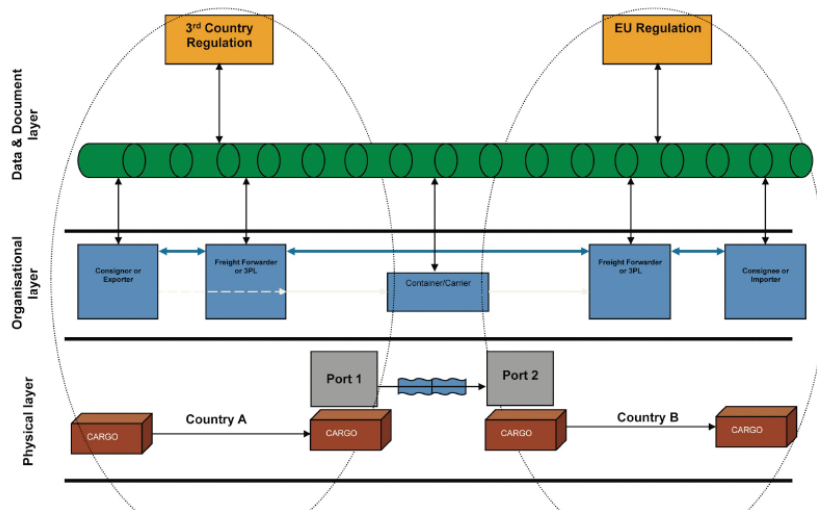 3rd Country
Regulation
EU Regulation
Data & Document
layer
Organisational
layer
Consignor or
Exporter
Freight Forwarder
or 3PL
Container/Carrier
Freight Forwarder
or 3PL
Consignee or
Importer
Physical layer
Port 1
Port 2
CARGO
Country A
CARGO
CARGO
Country B
CARGO